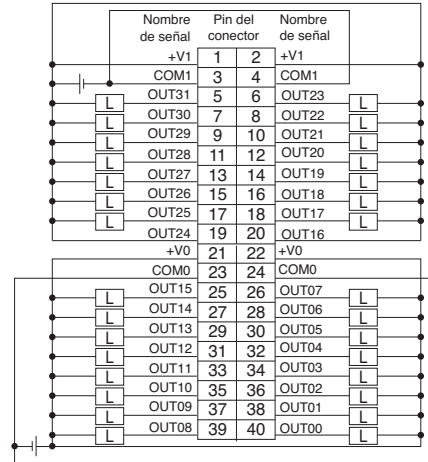 Nombre de señal Pin del conector Nombre de señal
+V1 1 2 +V1
COM1 3 4 COM1
L OUT31 5 6 OUT23 L
L OUT30 7 8 OUT22 L
L OUT29 9 10 OUT21 L
L OUT28 11 12 OUT20 L
L OUT27 13 14 OUT19 L
L OUT26 15 16 OUT18 L
L OUT25 17 18 OUT17 L
OUT24 19 20 OUT16
+V0 21 22 +V0
COM0 23 24 COM0
L OUT15 25 26 OUT07 L
L OUT14 27 28 OUT06 L
L OUT13 29 30 OUT05 L
L OUT12 31 32 OUT04 L
L OUT11 33 34 OUT03 L
L OUT10 35 36 OUT02 L
L OUT09 37 38 OUT01 L
L OUT08 39 40 OUT00 L